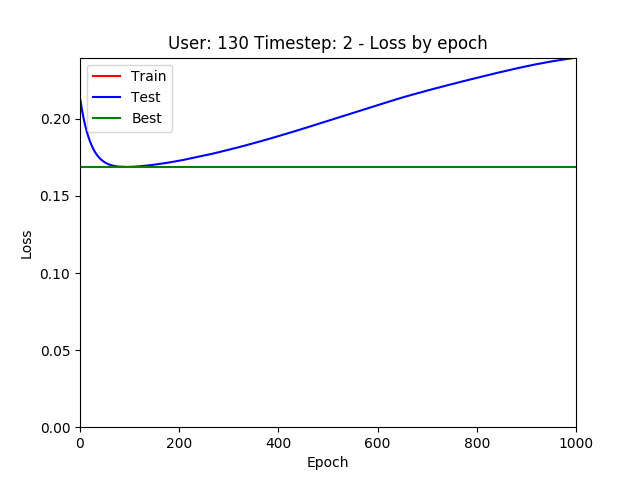 User: 130 Timestep: 2 - Loss by epoch
Train
Test
Best
0.20
0.15
0.10
0.05
0.00
Loss
0 200 400 600 800 1000
Epoch